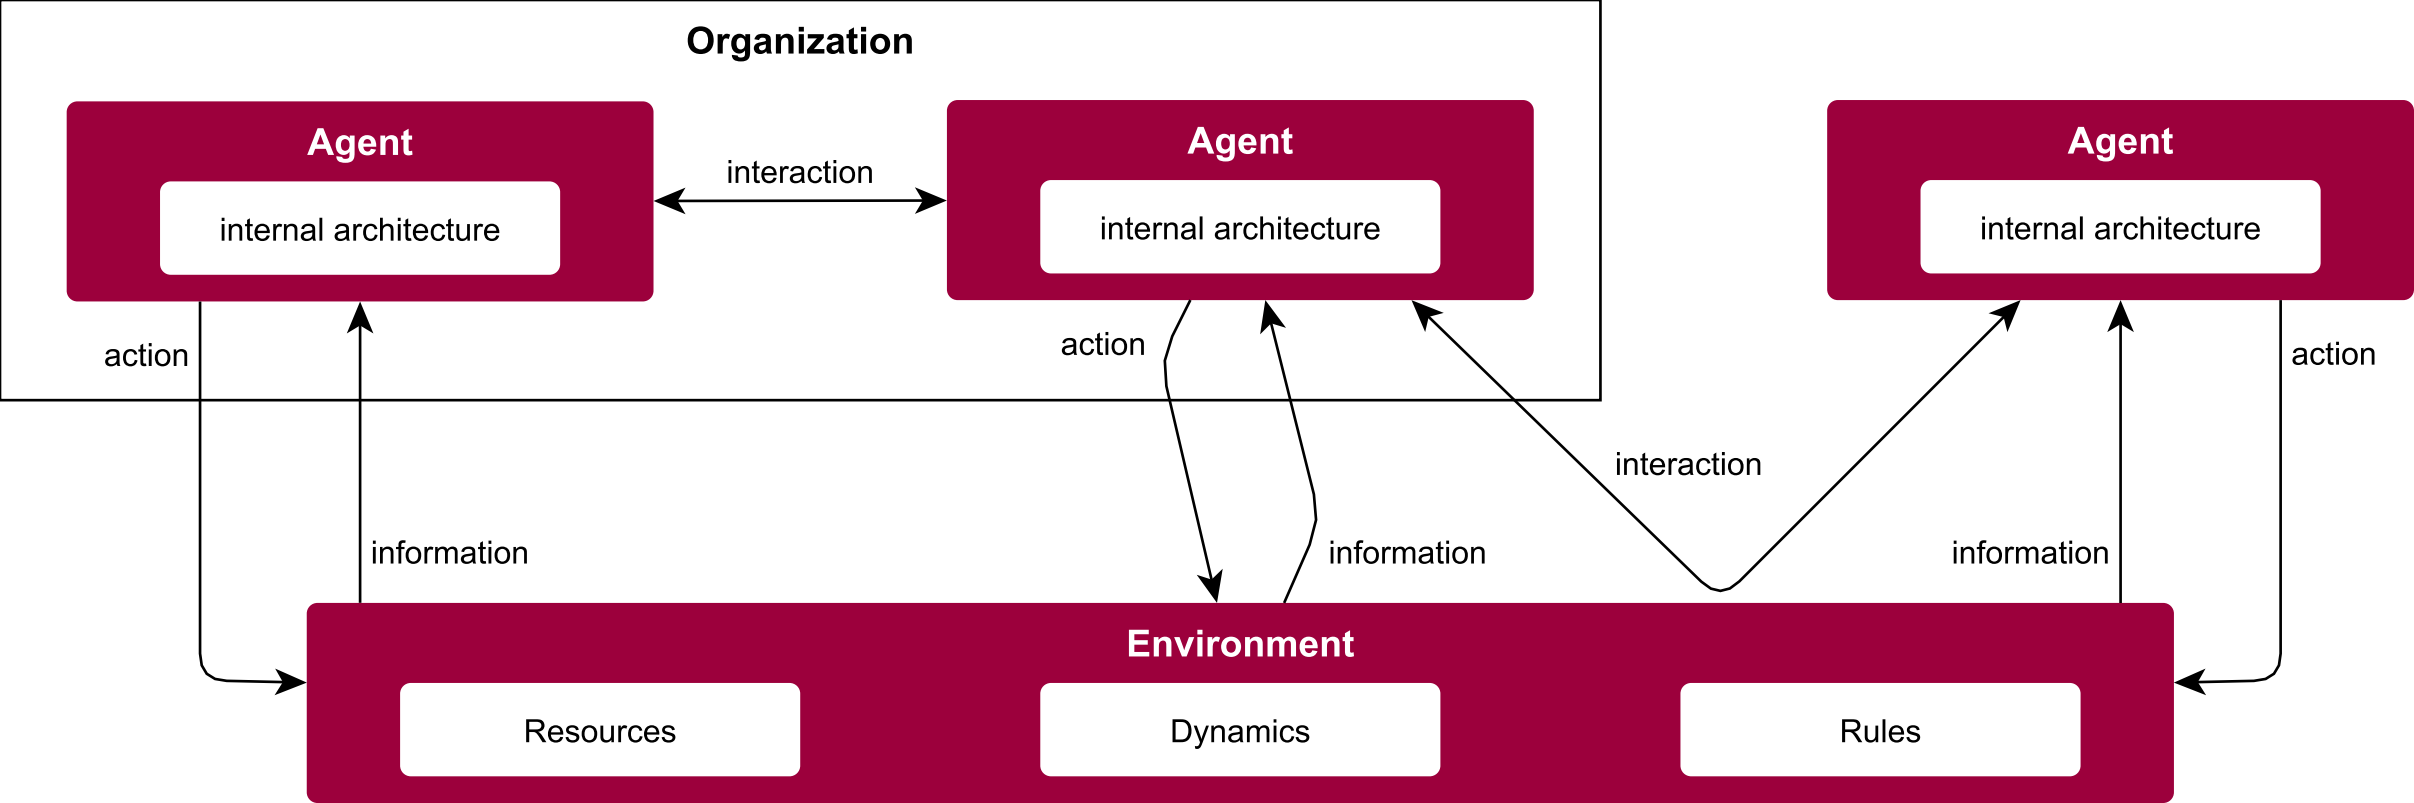 Organization
Agent
internal architecture
interaction
Agent
internal architecture
Agent
internal architecture
action
action
action
interaction
information
information
information
Environment
Resources
Dynamics
Rules